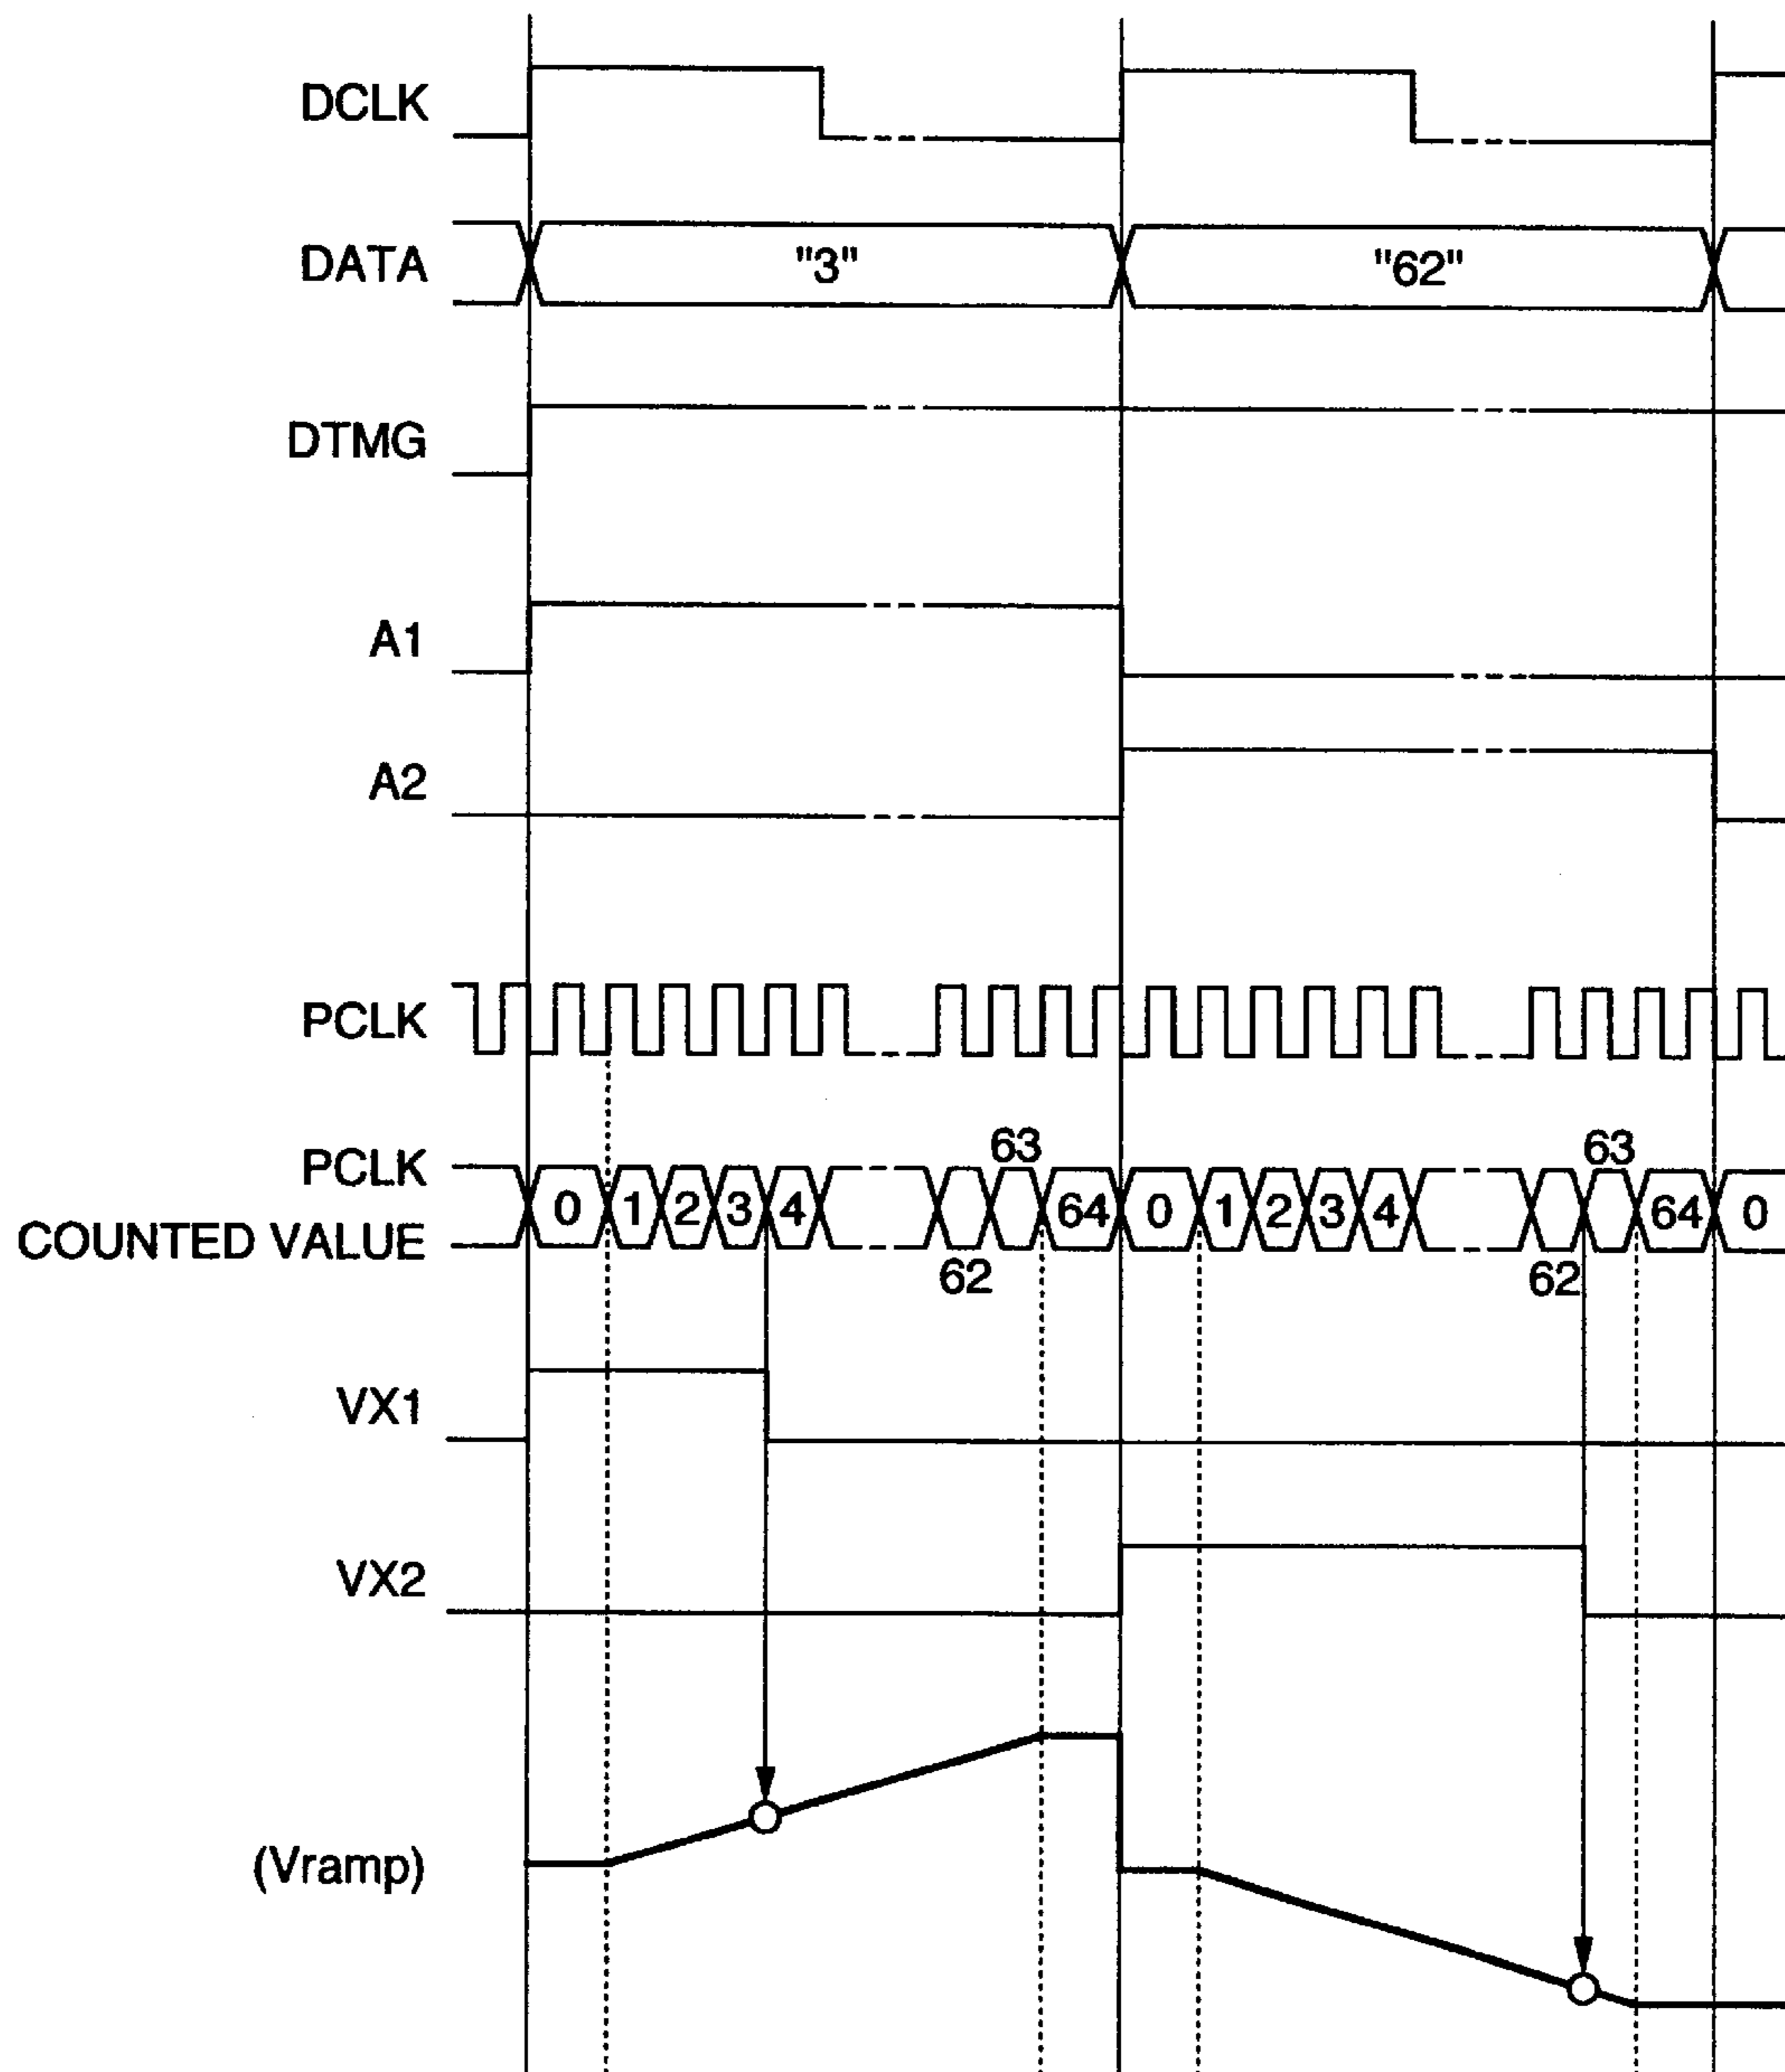 DCLK
DATA "3" "62"
DTMG
A1
A2
PCLK
63 63
PCLK
0 1 2 3 4 64 0 1 2 3 4 64 0
COUNTED VALUE
62 62
VX1
VX2
(Vramp)